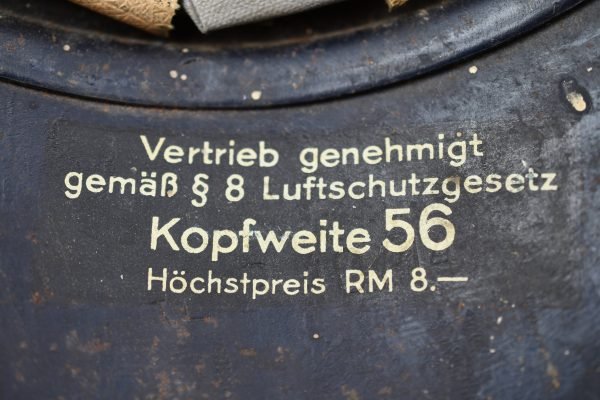 Vertrieb genehmigt
gemäß § 8 Luftschutzgesetz
Kopfweite 56
Höchstpreis RM 8.—